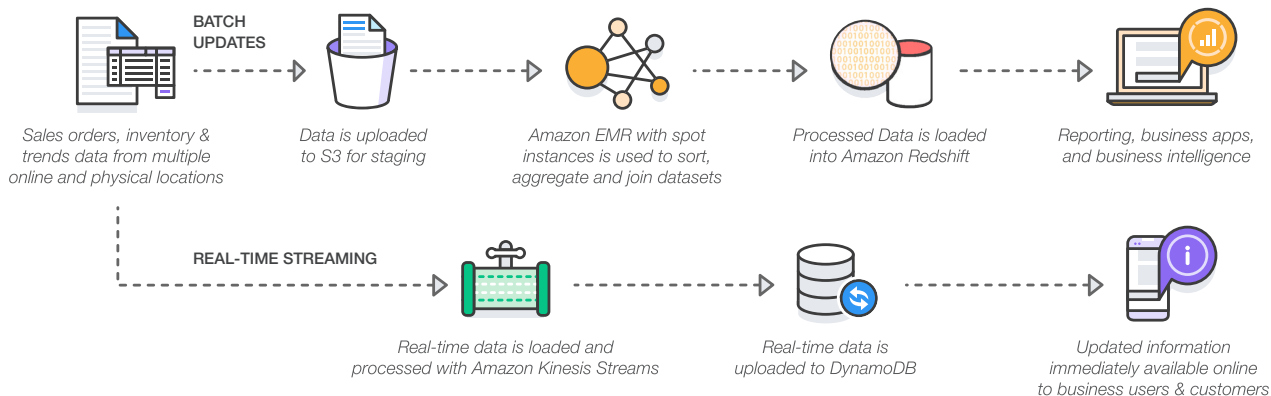 BATCH
UPDATES
Sales orders, inventory &
trends data from multiple
online and physical locations
Data is uploaded
to S3 for staging
Amazon EMR with spot
instances is used to sort,
aggregate and join datasets
Processed Data is loaded
into Amazon Redshift
Reporting, business apps,
and business intelligence
REAL-TIME STREAMING
Real-time data is loaded and
processed with Amazon Kinesis Streams
Real-time data is
uploaded to DynamoDB
Updated information
immediately available online
to business users & customers